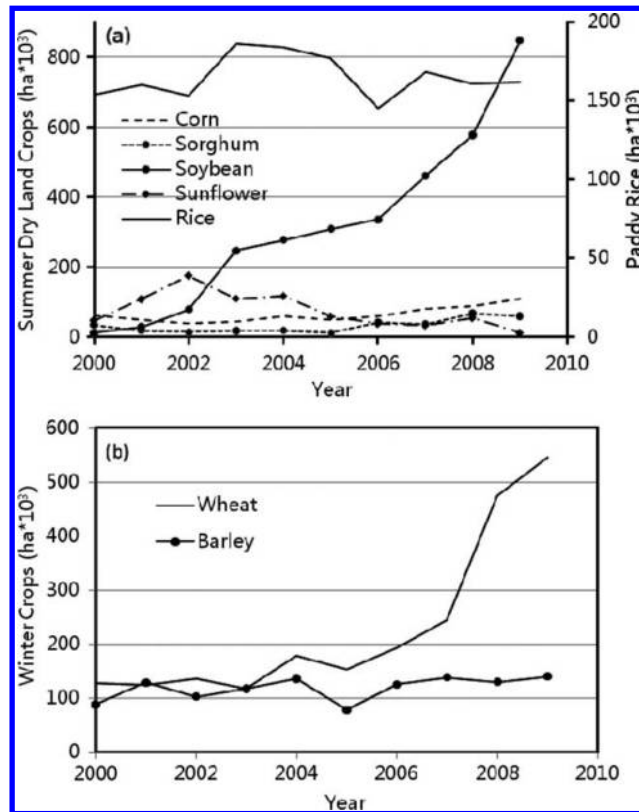 (a)
Summer Dry Land Crops (ha*10³)
Paddy Rice (ha*10³)
800
600
400
200
0
200
150
100
50
0
Corn
Sorghum
Soybean
Sunflower
Rice
2000 2002 2004 2006 2008 2010
Year
(b)
Winter Crops (ha*10³)
600
500
400
300
200
100
0
Wheat
Barley
2000 2002 2004 2006 2008 2010
Year